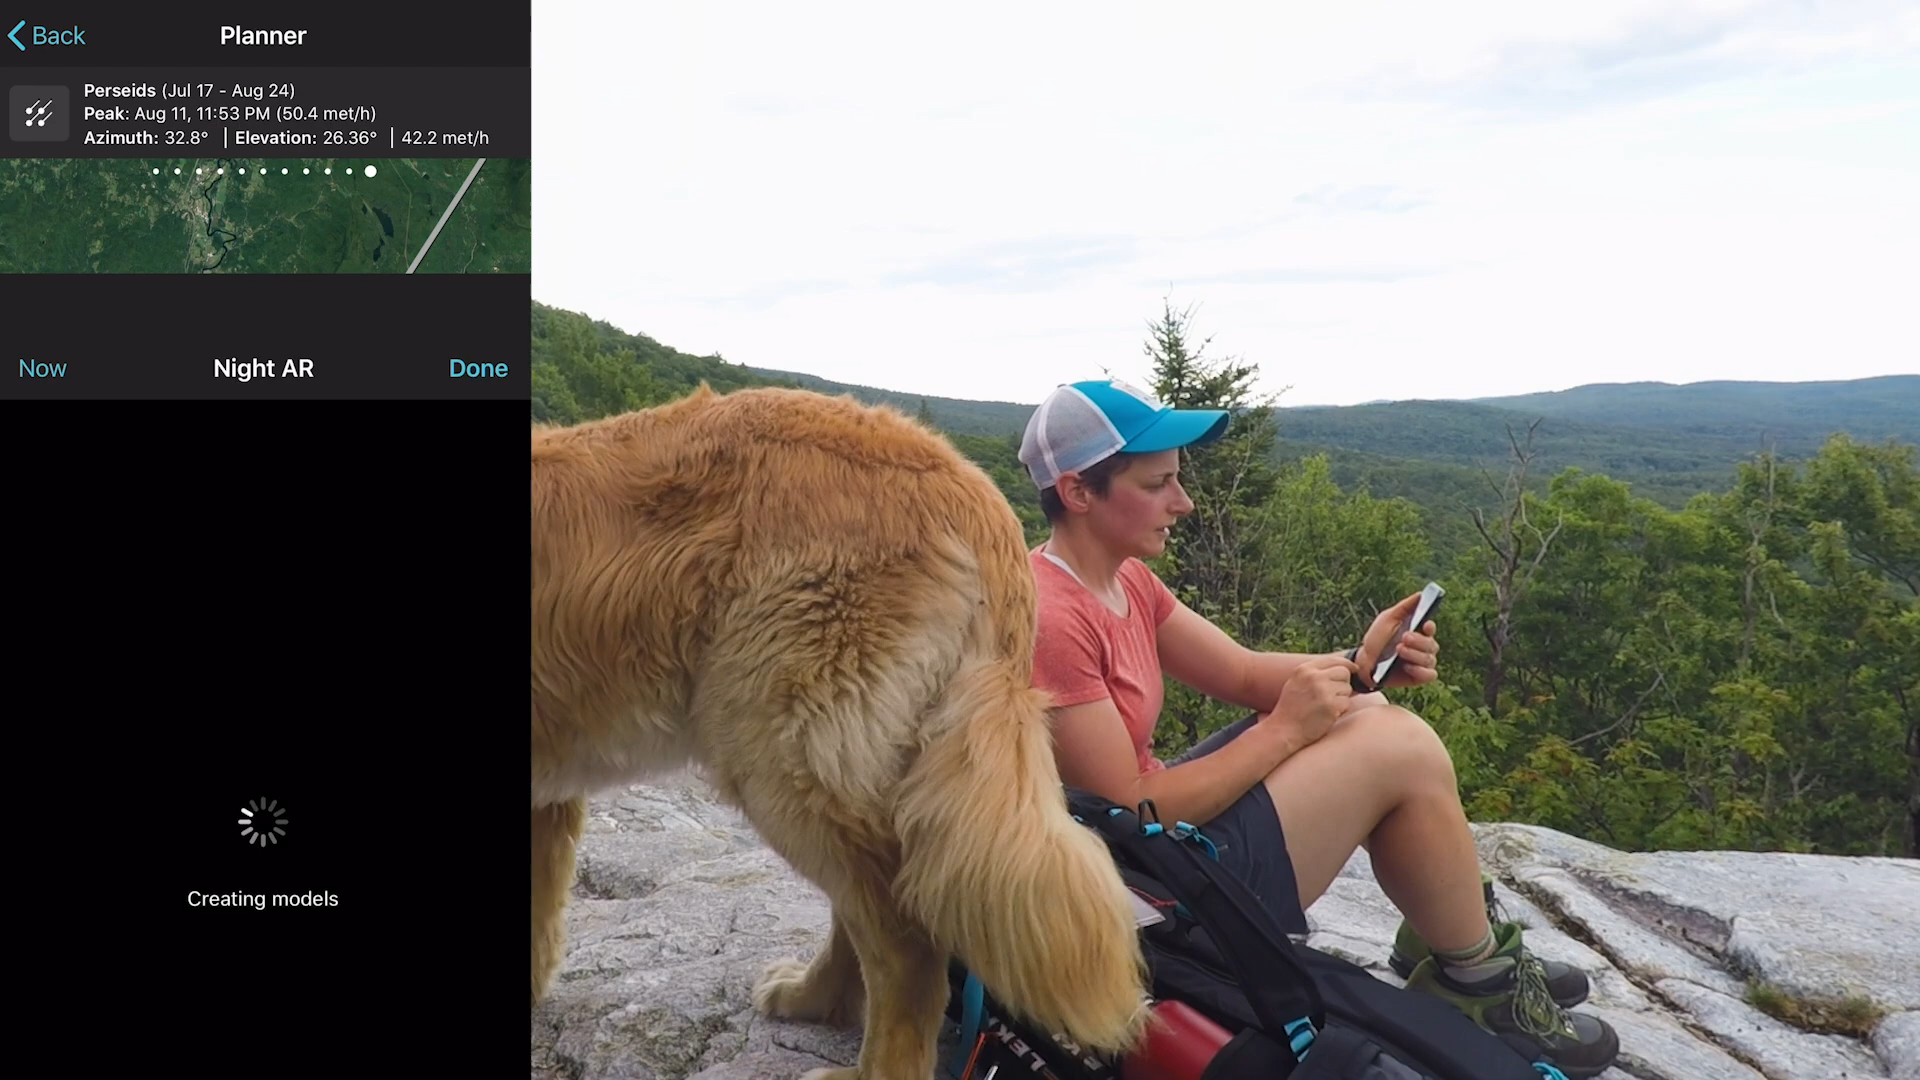 Back
Planner
Perseids (Jul 17 - Aug 24)
Peak: Aug 11, 11:53 PM (50.4 met/h)
Azimuth: 32.8° | Elevation: 26.36° | 42.2 met/h
Now
Night AR
Done
Creating models
LEKI